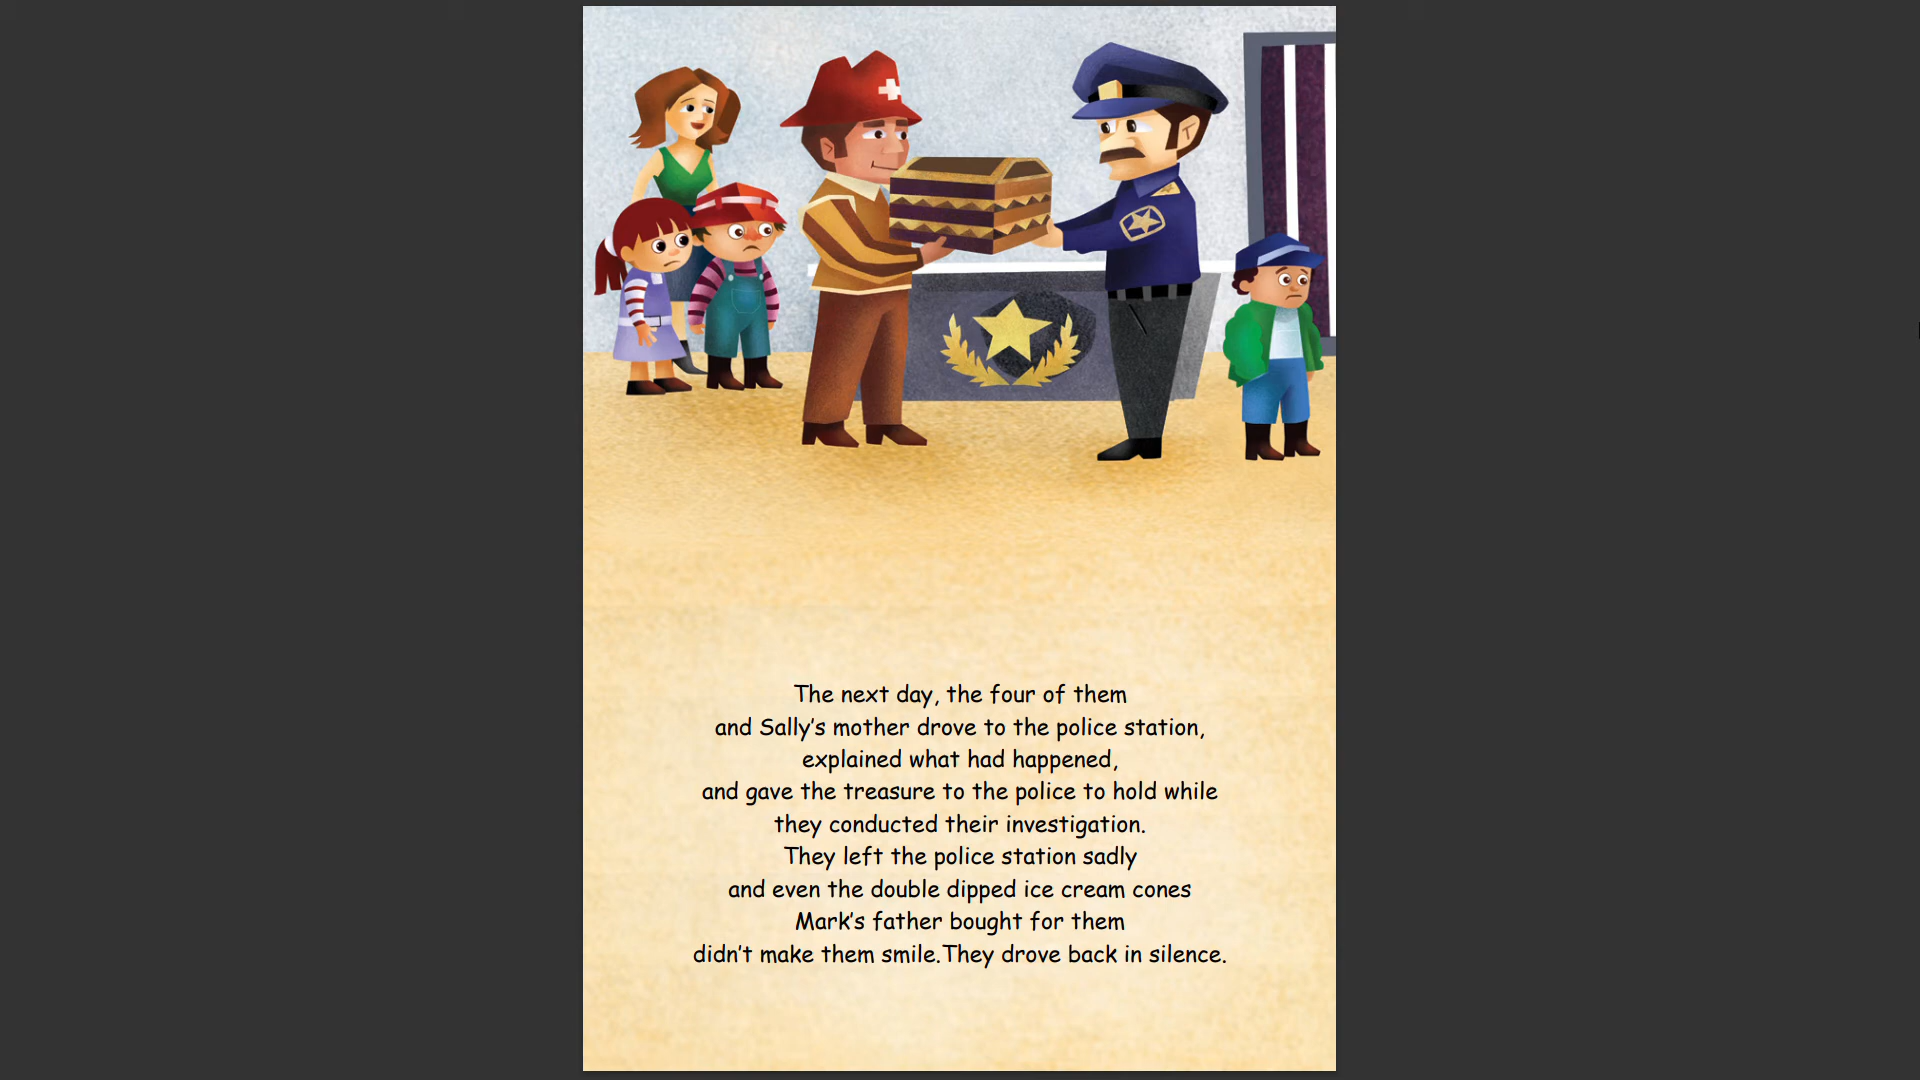 The next day, the four of them
and Sally's mother drove to the police station,
explained what had happened,
and gave the treasure to the police to hold while
they conducted their investigation.
They left the police station sadly
and even the double dipped ice cream cones
Mark's father bought for them
didn't make them smile.They drove back in silence.